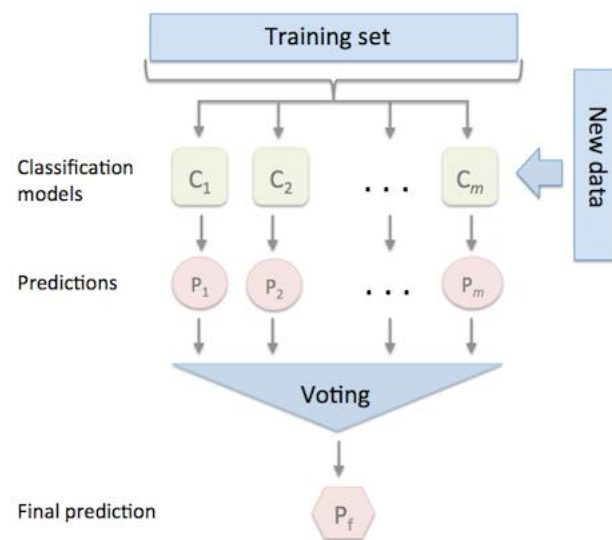 Training set
New data
Classification
models
C1 C2 . . . Cm
Predictions
P1 P2 . . . Pm
Voting
Final prediction
Pf